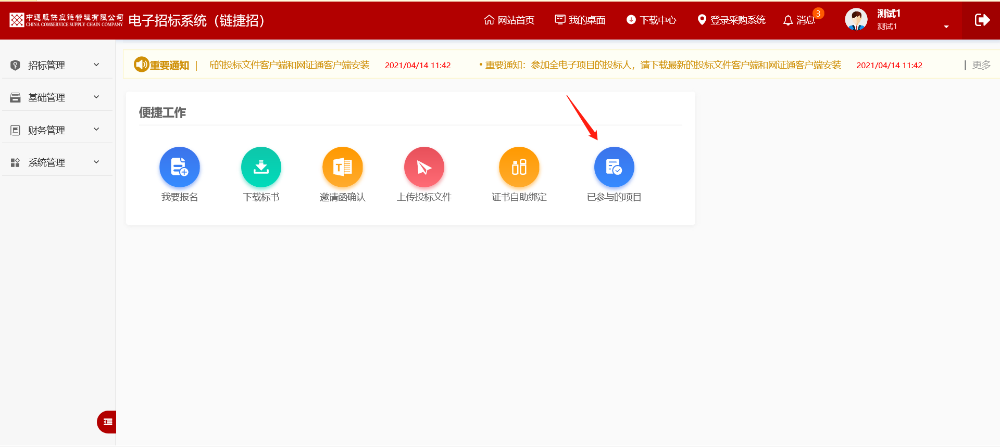 中通服供应链管理有限公司
CHINA COMSERVICE SUPPLY CHAIN COMPANY
电子招标系统（链捷招）
网站首页
我的桌面
下载中心
登录采购系统
消息
3
测试1
测试1
招标管理
基础管理
财务管理
系统管理
重要通知 | 新的投标文件客户端和网证通客户端安装 2021/04/14 11:42 • 重要通知：参加全电子项目的投标人，请下载最新的投标文件客户端和网证通客户端安装 2021/04/14 11:42 | 更多
便捷工作
T
我要报名
下载标书
邀请函确认
上传投标文件
证书自助绑定
已参与的项目